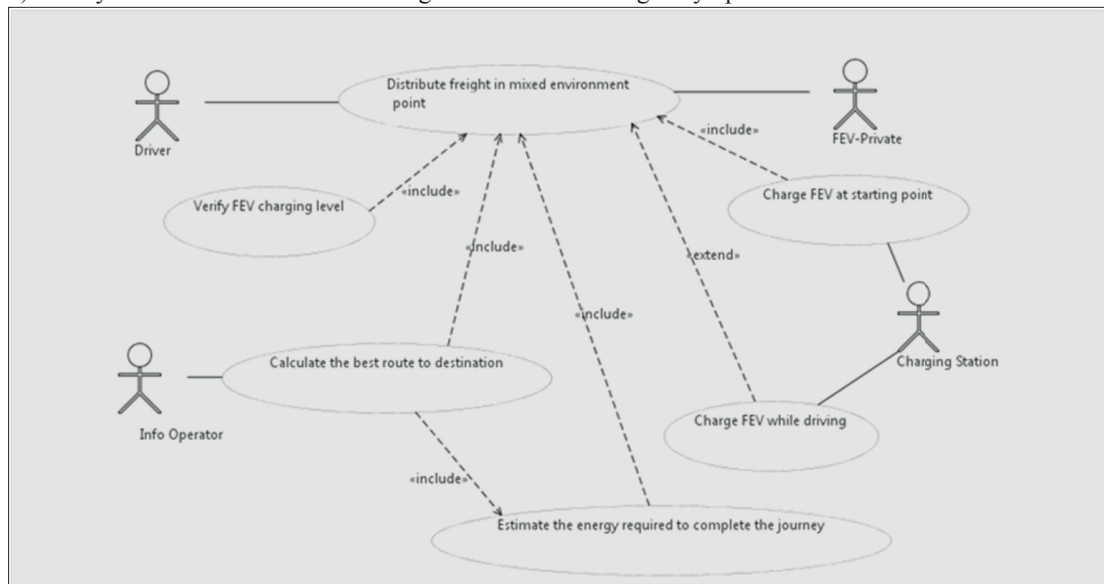 Distribute freight in mixed environment
point
«include»
Driver
FEV-Private
Verify FEV charging level
«include»
Charge FEV at starting point
«include»
«extend»
«include»
Calculate the best route to destination
Charging Station
Info Operator
Charge FEV while driving
«include»
Estimate the energy required to complete the journey